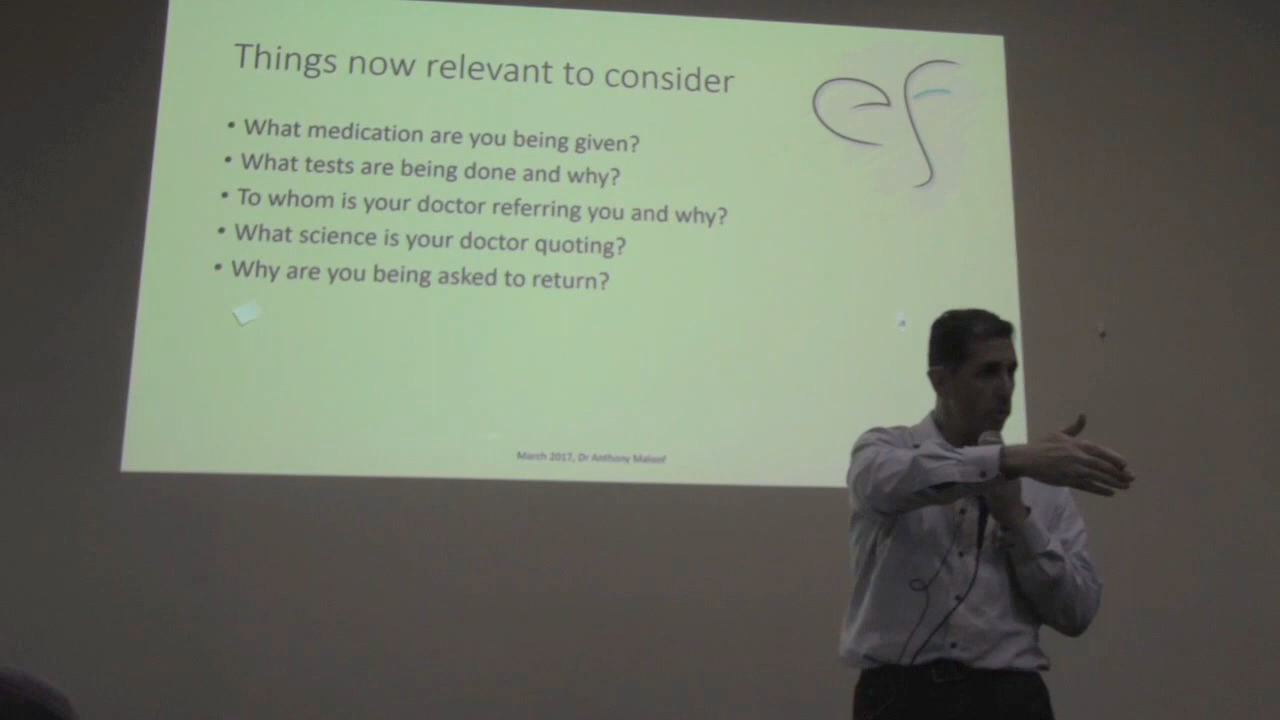 Things now relevant to consider
• What medication are you being given?
• What tests are being done and why?
• To whom is your doctor referring you and why?
• What science is your doctor quoting?
• Why are you being asked to return?
ef
March 2017, Dr Anthony Maloof